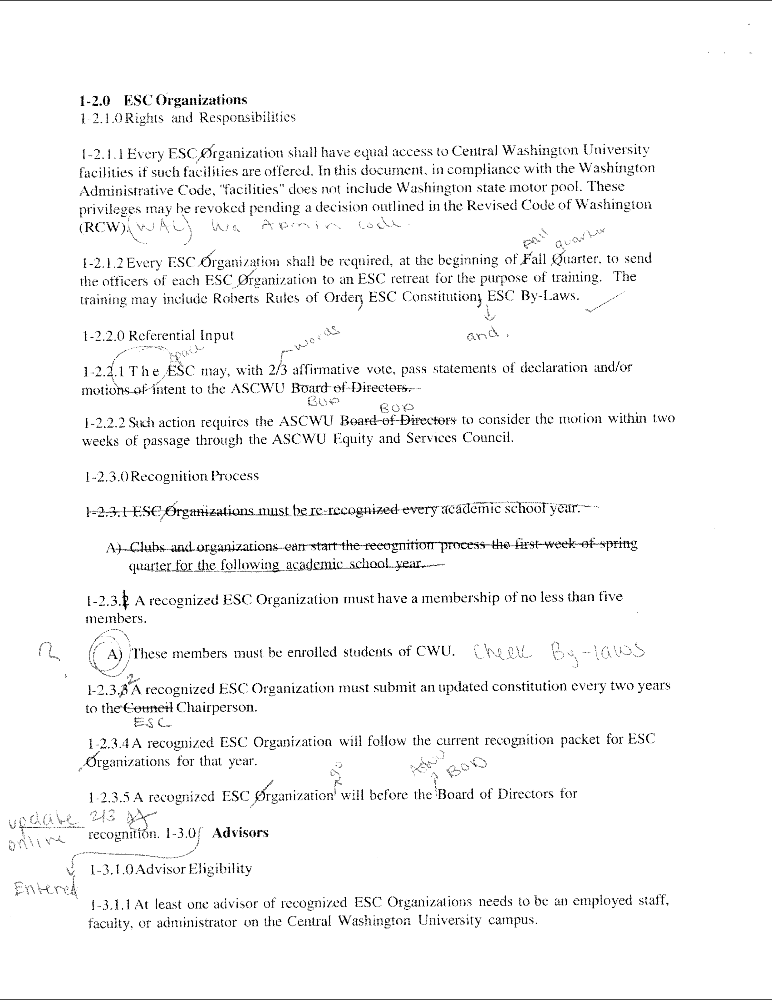 1-2.0 ESC Organizations
1-2.1.0 Rights and Responsibilities
1-2.1.1 Every ESC Organization shall have equal access to Central Washington University
facilities if such facilities are offered. In this document, in compliance with the Washington
Administrative Code, "facilities" does not include Washington state motor pool. These
privileges may be revoked pending a decision outlined in the Revised Code of Washington
(RCW). (WAC) Wa Admin Code.
Fall quarter
1-2.1.2 Every ESC Organization shall be required, at the beginning of Fall Quarter, to send
the officers of each ESC Organization to an ESC retreat for the purpose of training. The
training may include Roberts Rules of Order; ESC Constitution; ESC By-Laws.
and.
1-2.2.0 Referential Input
words
space
1-2.2.1 The ESC may, with 2/3 affirmative vote, pass statements of declaration and/or
motions of intent to the ASCWU Board of Directors.
BOD
BOD
1-2.2.2 Such action requires the ASCWU Board of Directors to consider the motion within two
weeks of passage through the ASCWU Equity and Services Council.
1-2.3.0 Recognition Process
1-2.3.1 ESC Organizations must be re-recognized every academic school year.
A) Clubs and organizations can start the recognition process the first week of spring
quarter for the following academic school year.
1-2.3.2 A recognized ESC Organization must have a membership of no less than five
members.
? A) These members must be enrolled students of CWU. Check By-laws
2
1-2.3.3 A recognized ESC Organization must submit an updated constitution every two years
to the Council Chairperson.
ESC
1-2.3.4 A recognized ESC Organization will follow the current recognition packet for ESC
Organizations for that year.
go BOD
1-2.3.5 A recognized ESC Organization will before the Board of Directors for
update 2/3
online
recognition. 1-3.0 Advisors
1-3.1.0 Advisor Eligibility
Entered
1-3.1.1 At least one advisor of recognized ESC Organizations needs to be an employed staff,
faculty, or administrator on the Central Washington University campus.